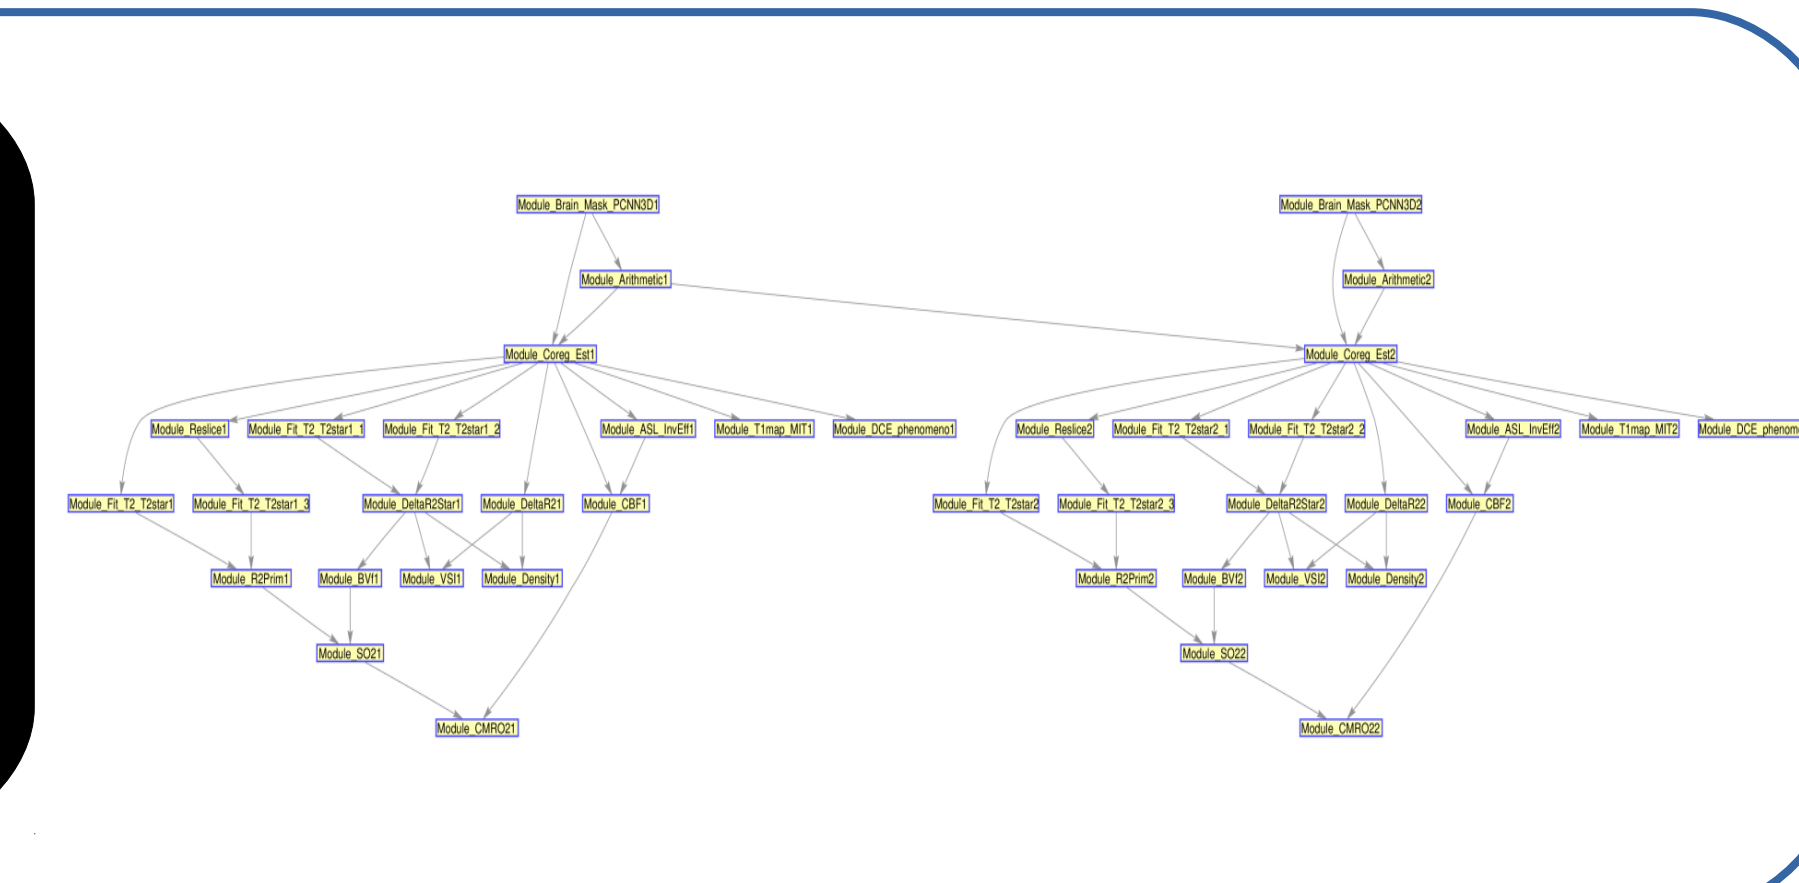 Module_Brain_Mask_PCNN3D1 Module_Brain_Mask_PCNN3D2
Module_Arithmetic1 Module_Arithmetic2
Module_Coreg_Est1 Module_Coreg_Est2
Module_Reslice1 Module_Fit_T2_T2star1_1 Module_Fit_T2_T2star1_2 Module_ASL_InvEff1 Module_T1map_MIT1 Module_DCE_phenomeno1 Module_Reslice2 Module_Fit_T2_T2star2_1 Module_Fit_T2_T2star2_2 Module_ASL_InvEff2 Module_T1map_MIT2 Module_DCE_phenom
Module_Fit_T2_T2star1 Module_Fit_T2_T2star1_3 Module_DeltaR2Star1 Module_DeltaR21 Module_CBF1 Module_Fit_T2_T2star2 Module_Fit_T2_T2star2_3 Module_DeltaR2Star2 Module_DeltaR22 Module_CBF2
Module_R2Prim1 Module_BVf1 Module_VSI1 Module_Density1 Module_R2Prim2 Module_BVf2 Module_VSI2 Module_Density2
Module_SO21 Module_SO22
Module_CMRO21 Module_CMRO22